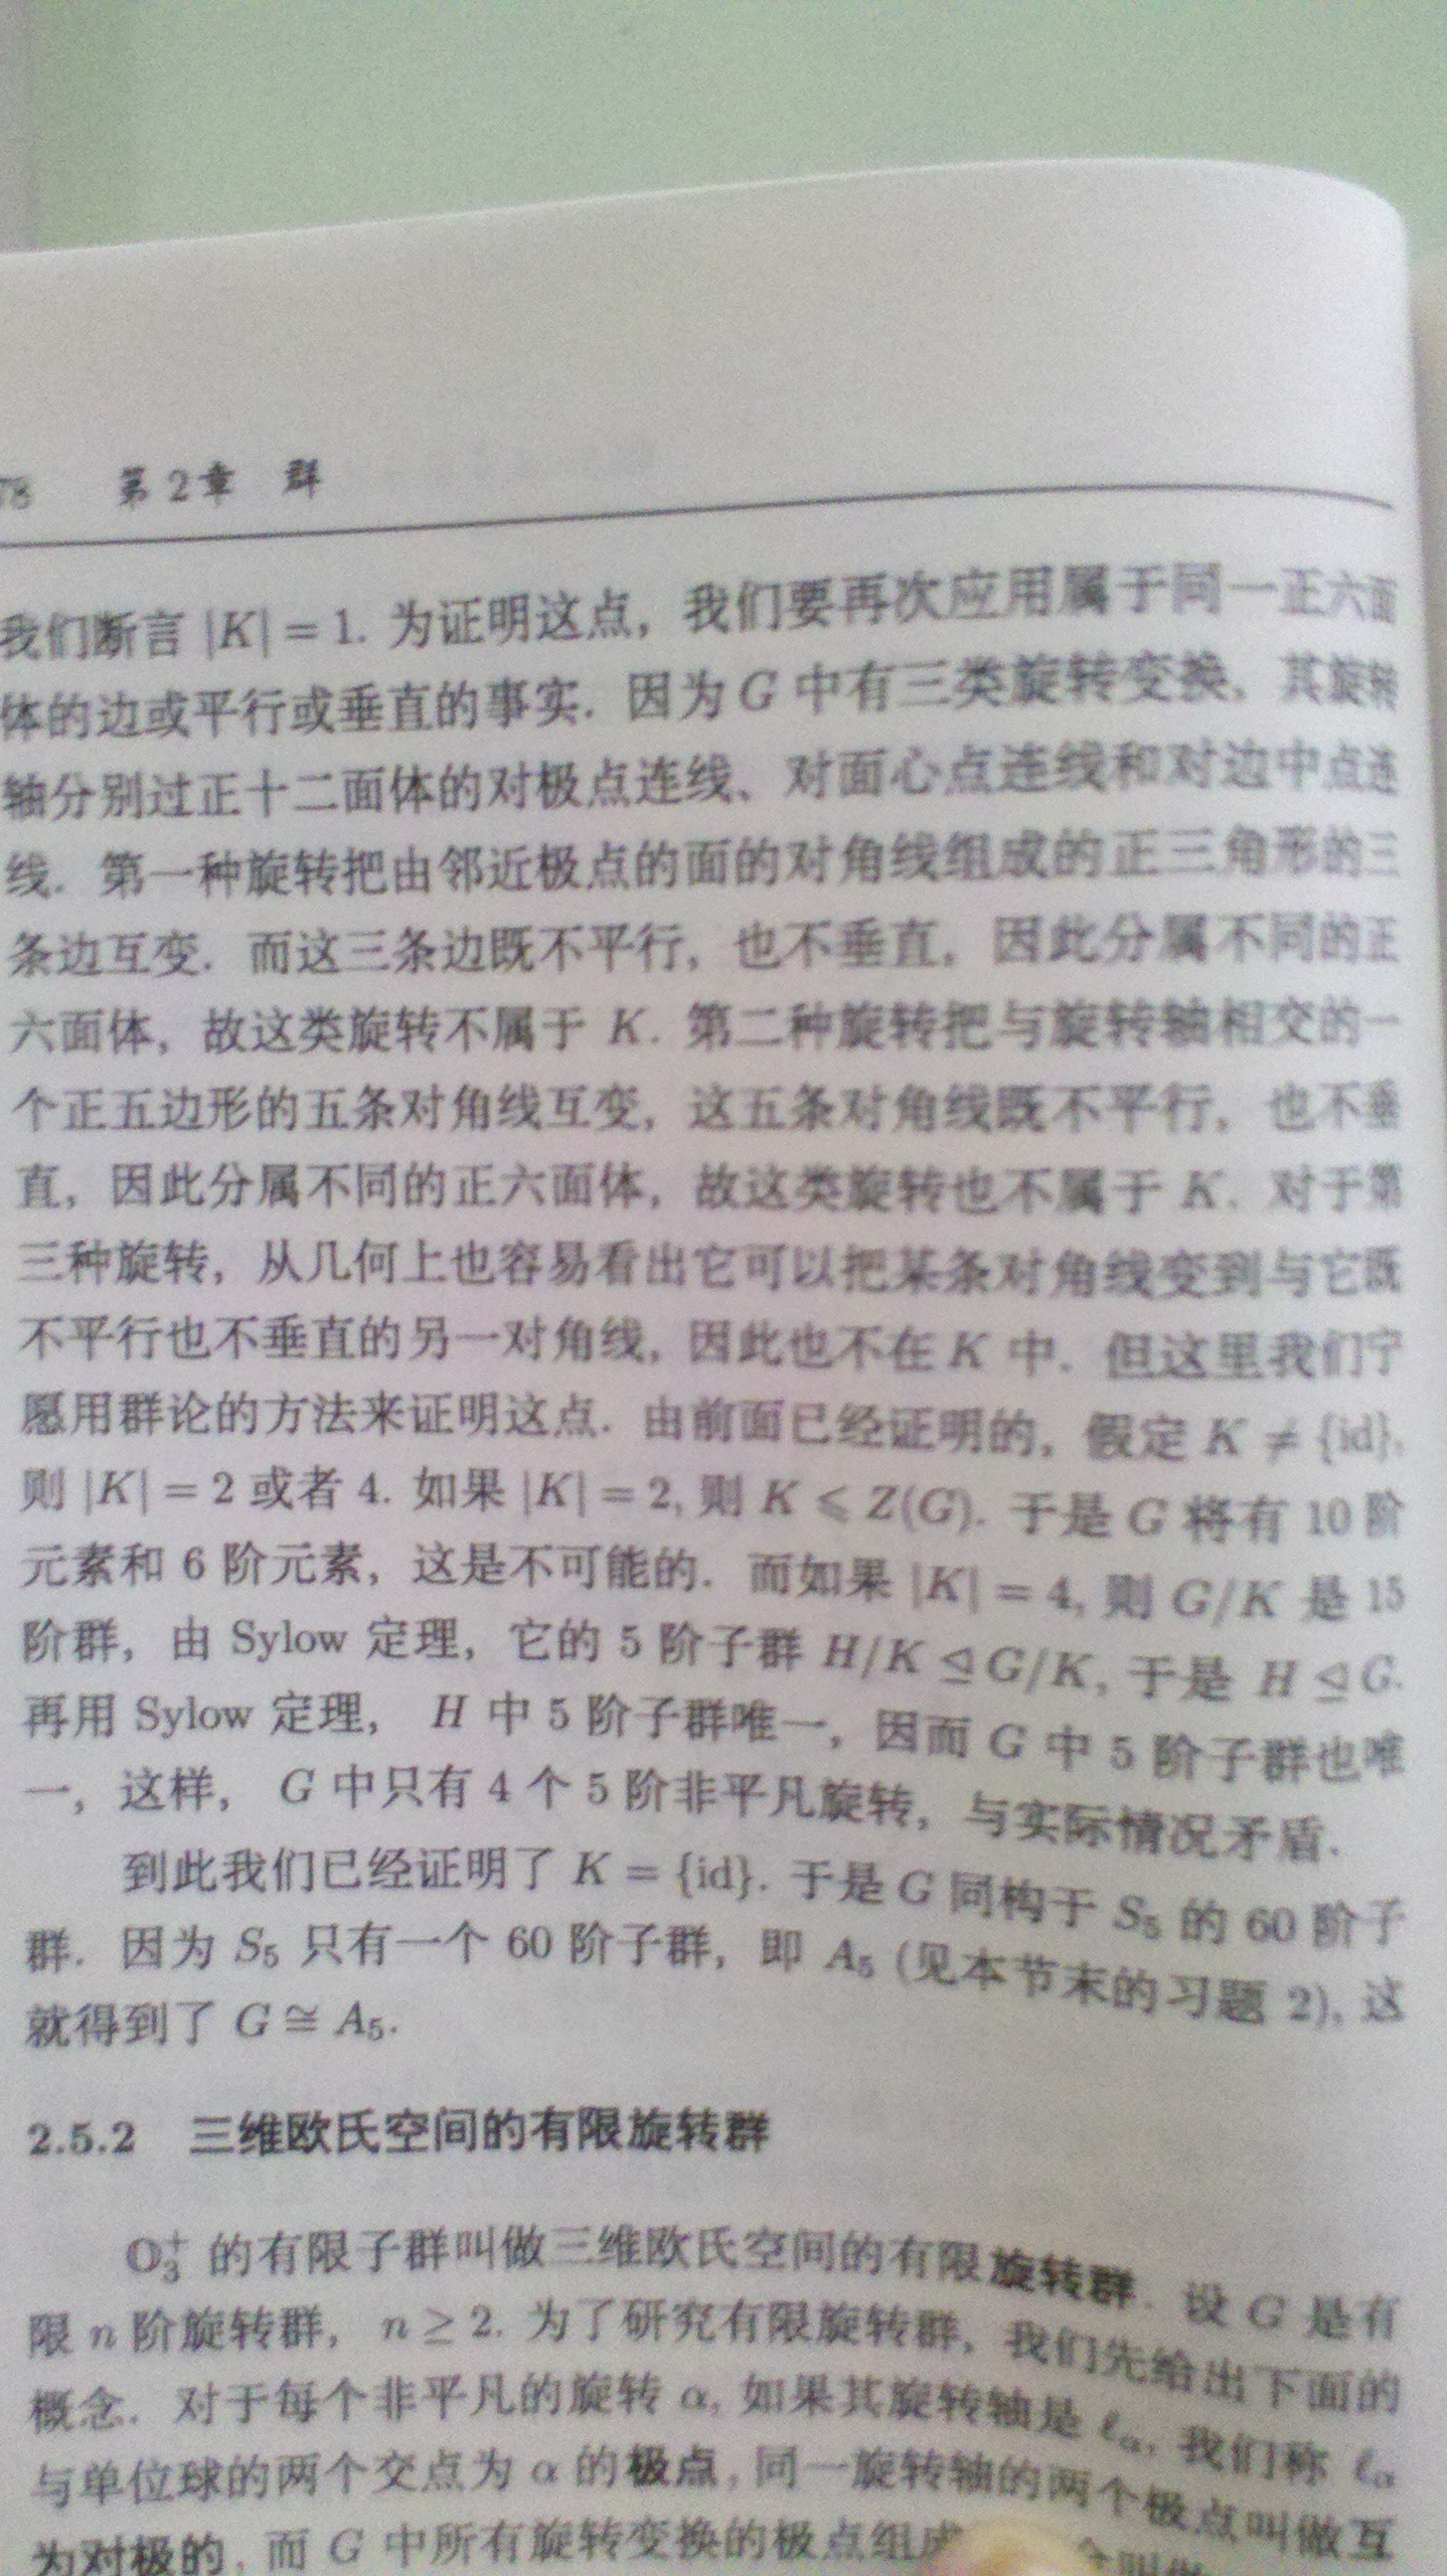 78 第2章 群
我们断言 |K| = 1. 为证明这点，我们要再次应用属于同一正六面
体的边或平行或垂直的事实. 因为 G 中有三类旋转变换，其旋转
轴分别过正十二面体的对极点连线、对面心点连线和对边中点连
线. 第一种旋转把由邻近极点的面的对角线组成的正三角形的三
条边互变. 而这三条边既不平行，也不垂直，因此分属不同的正
六面体，故这类旋转不属于 K. 第二种旋转把与旋转轴相交的一
个正五边形的五条对角线互变，这五条对角线既不平行，也不垂
直，因此分属不同的正六面体，故这类旋转也不属于 K. 对于第
三种旋转，从几何上也容易看出它可以把某条对角线变到与它既
不平行也不垂直的另一对角线，因此也不在 K 中. 但这里我们宁
愿用群论的方法来证明这点. 由前面已经证明的，假定 K ≠ {id},
则 |K| = 2 或者 4. 如果 |K| = 2, 则 K ⩽ Z(G). 于是 G 将有 10 阶
元素和 6 阶元素，这是不可能的. 而如果 |K| = 4, 则 G/K 是 15
阶群，由 Sylow 定理，它的 5 阶子群 H/K ⊴ G/K, 于是 H ⊴ G.
再用 Sylow 定理， H 中 5 阶子群唯一，因而 G 中 5 阶子群也唯
一，这样， G 中只有 4 个 5 阶非平凡旋转，与实际情况矛盾.
到此我们已经证明了 K = {id}. 于是 G 同构于 S₅ 的 60 阶子
群. 因为 S₅ 只有一个 60 阶子群，即 A₅ (见本节末的习题 2), 这
就得到了 G ≅ A₅.
2.5.2 三维欧氏空间的有限旋转群
O₃⁺ 的有限子群叫做三维欧氏空间的有限旋转群. 设 G 是有
限 n 阶旋转群， n ≥ 2. 为了研究有限旋转群，我们先给出下面的
概念. 对于每个非平凡的旋转 α, 如果其旋转轴是 ℓα, 我们称 ℓα
与单位球的两个交点为 α 的极点, 同一旋转轴的两个极点叫做互
为对极的, 而 G 中所有旋转变换的极点组成